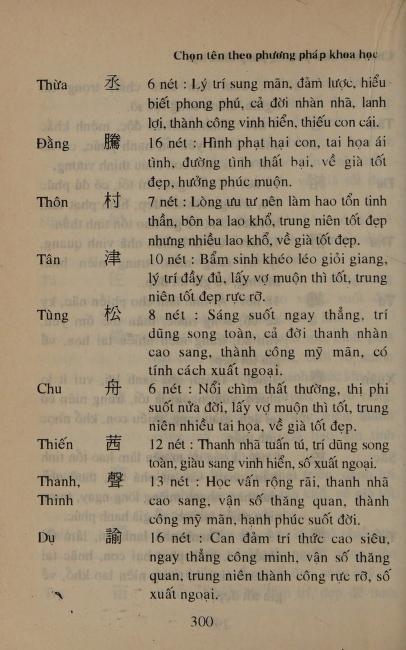 Chọn tên theo phương pháp khoa học
Thừa 丞 6 nét : Lý trí sung mãn, đảm lược, hiểu
biết phong phú, cả đời nhàn nhã, lanh
lợi, thành công vinh hiển, thiếu con cái.
Đằng 騰 16 nét : Hình phạt hại con, tai họa ái
tình, đường tình thất bại, về già tốt
đẹp, hưởng phúc muộn.
Thôn 村 7 nét : Lòng ưu tư nên làm hao tổn tinh
thần, bôn ba lao khổ, trung niên tốt đẹp
nhưng nhiều lao khổ, về già tốt đẹp.
Tân 津 10 nét : Bẩm sinh khéo léo giỏi giang,
lý trí đầy đủ, lấy vợ muộn thì tốt, trung
niên tốt đẹp rực rỡ.
Tùng 松 8 nét : Sáng suốt ngay thẳng, trí
dũng song toàn, cả đời thanh nhàn
cao sang, thành công mỹ mãn, có
tính cách xuất ngoại.
Chu 舟 6 nét : Nổi chìm thất thường, thị phi
suốt nửa đời, lấy vợ muộn thì tốt, trung
niên nhiều tai họa, về già tốt đẹp.
Thiến 茜 12 nét : Thanh nhã tuấn tú, trí dũng song
toàn, giàu sang vinh hiển, số xuất ngoại.
Thanh, 聲 13 nét : Học vấn rộng rãi, thanh nhã
Thinh cao sang, vận số thăng quan, thành
công mỹ mãn, hạnh phúc suốt đời.
Dụ 諭 16 nét : Can đảm trí thức cao siêu,
ngay thẳng công minh, vận số thăng
quan, trung niên thành công rực rỡ, số
xuất ngoại.
300